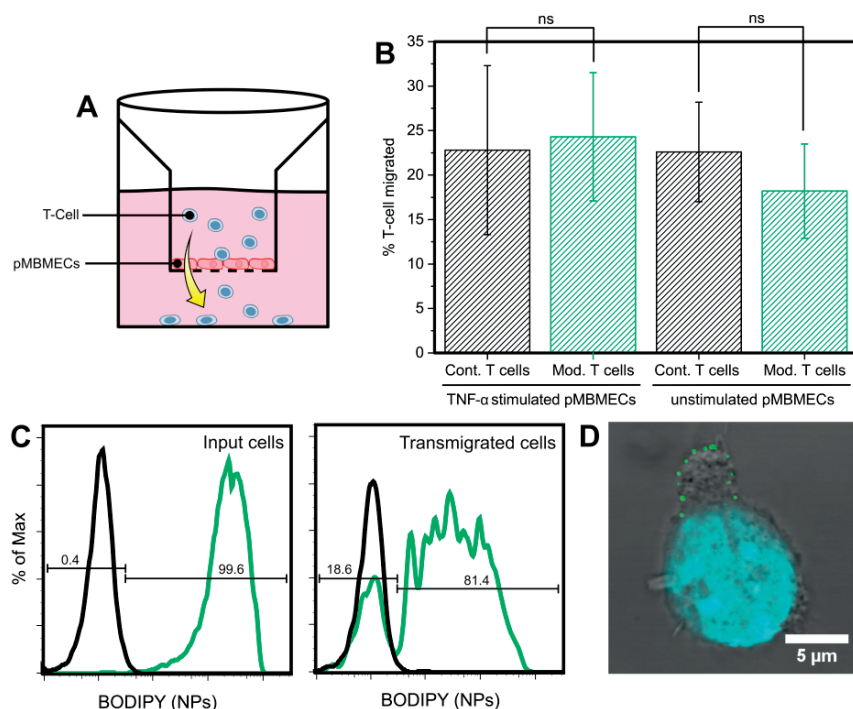 A
T-Cell
pMBMECs
B
ns
ns
% T-cell migrated
35
30
25
20
15
10
5
0
Cont. T cells
Mod. T cells
Cont. T cells
Mod. T cells
TNF-α stimulated pMBMECs
unstimulated pMBMECs
C
% of Max
Input cells
0.4
99.6
BODIPY (NPs)
Transmigrated cells
18.6
81.4
BODIPY (NPs)
D
5 µm